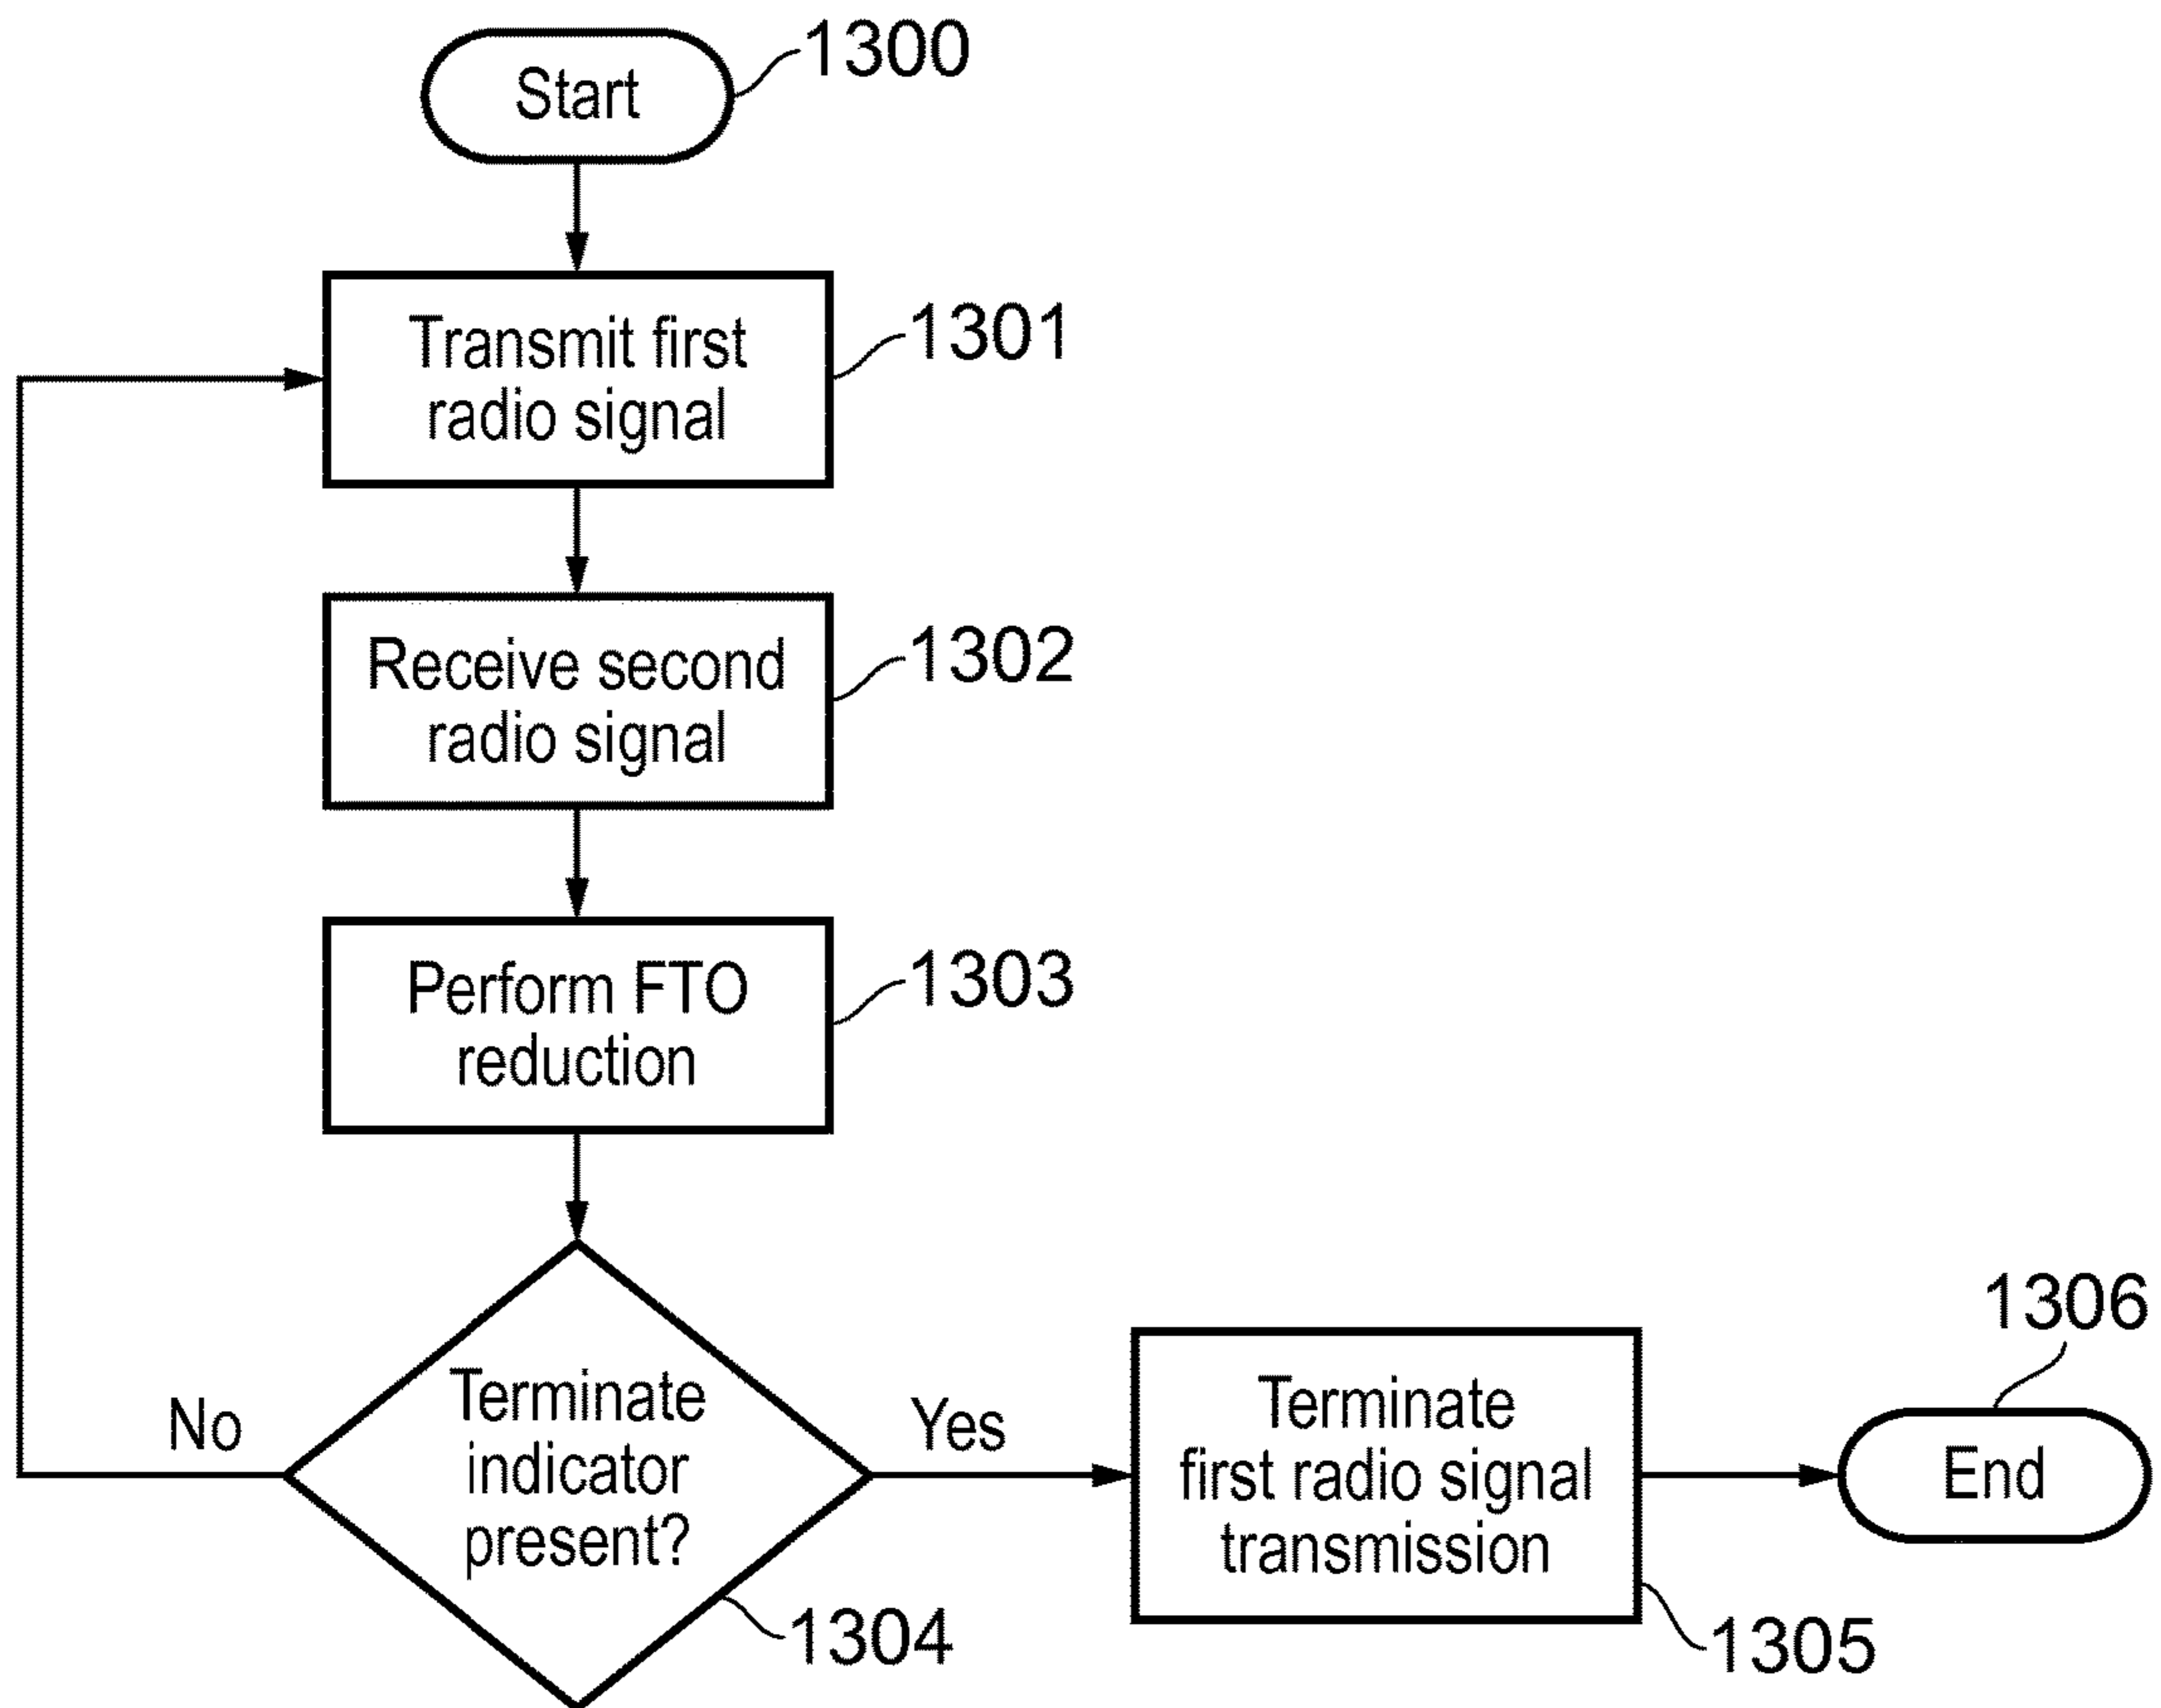 Start
1300
Transmit first
radio signal
1301
Receive second
radio signal
1302
Perform FTO
reduction
1303
Terminate
indicator
present?
1304
No
Yes
Terminate
first radio signal
transmission
1305
End
1306